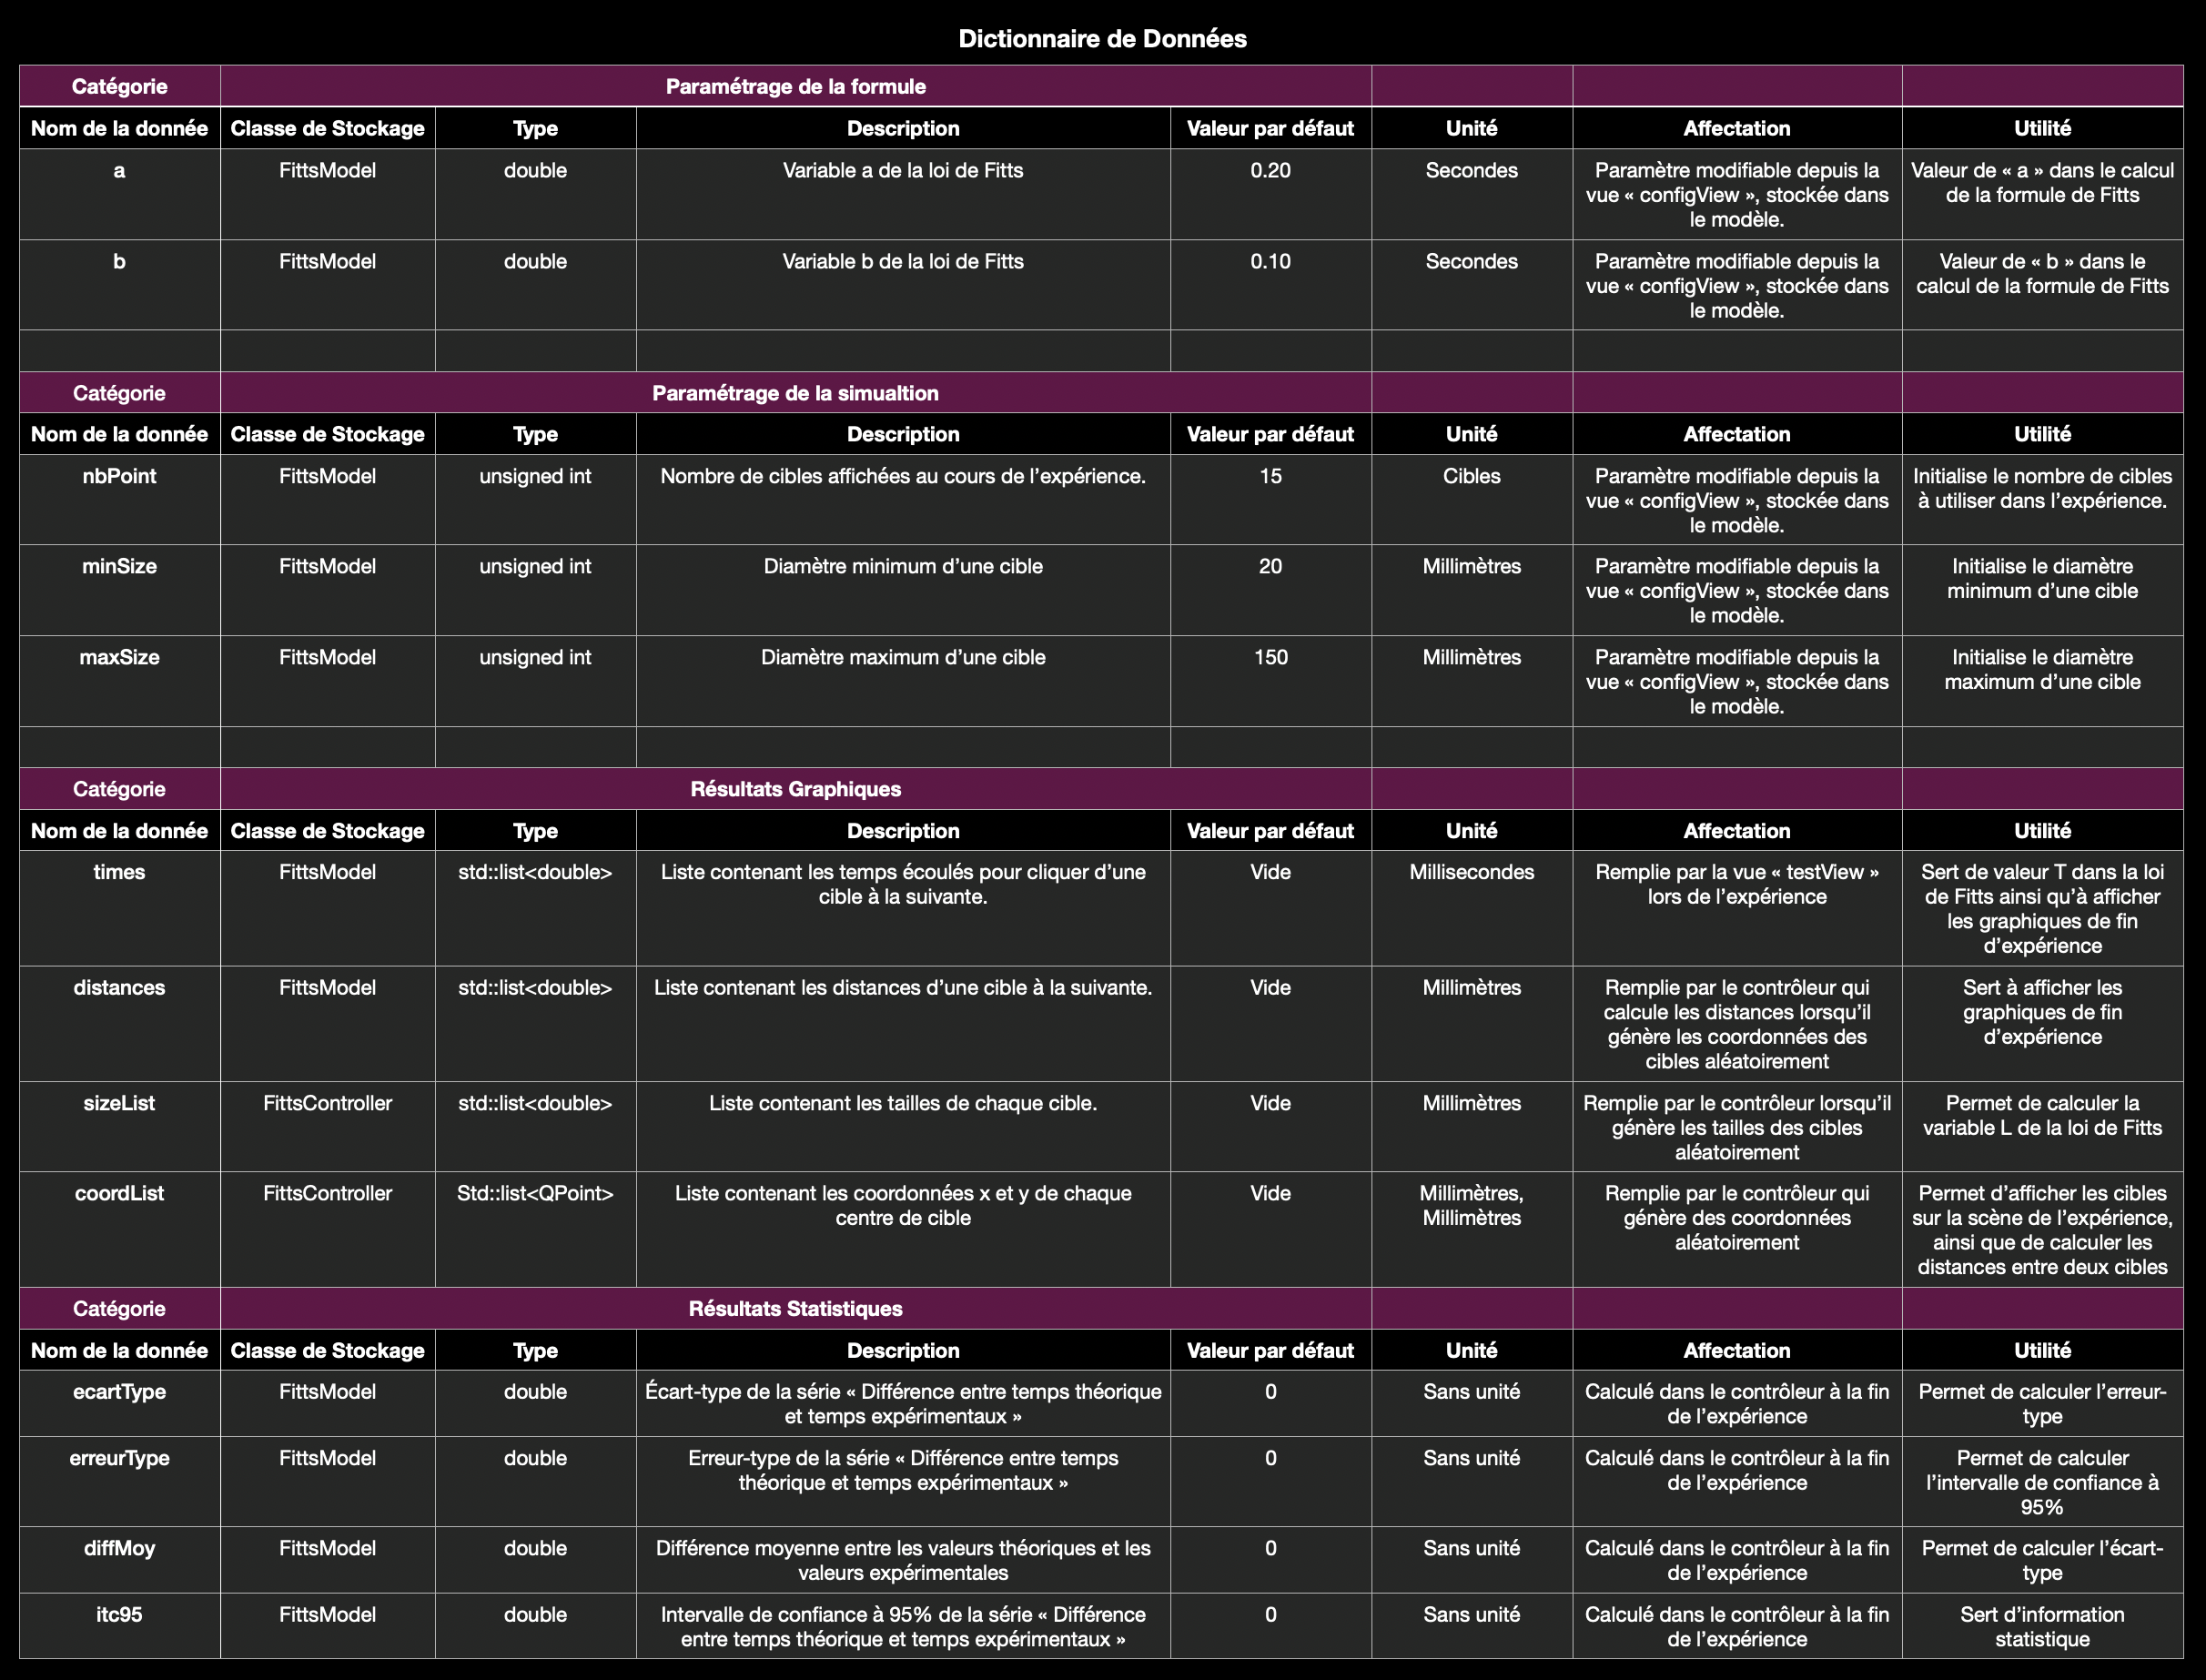 Dictionnaire de Données
Catégorie Paramétrage de la formule
Nom de la donnée Classe de Stockage Type Description Valeur par défaut Unité Affectation Utilité
a FittsModel double Variable a de la loi de Fitts 0.20 Secondes Paramètre modifiable depuis la Valeur de « a » dans le calcul
vue « configView », stockée dans de la formule de Fitts
le modèle.
b FittsModel double Variable b de la loi de Fitts 0.10 Secondes Paramètre modifiable depuis la Valeur de « b » dans le
vue « configView », stockée dans calcul de la formule de Fitts
le modèle.
Catégorie Paramétrage de la simualtion
Nom de la donnée Classe de Stockage Type Description Valeur par défaut Unité Affectation Utilité
nbPoint FittsModel unsigned int Nombre de cibles affichées au cours de l’expérience. 15 Cibles Paramètre modifiable depuis la Initialise le nombre de cibles
vue « configView », stockée dans à utiliser dans l’expérience.
le modèle.
minSize FittsModel unsigned int Diamètre minimum d’une cible 20 Millimètres Paramètre modifiable depuis la Initialise le diamètre
vue « configView », stockée dans minimum d’une cible
le modèle.
maxSize FittsModel unsigned int Diamètre maximum d’une cible 150 Millimètres Paramètre modifiable depuis la Initialise le diamètre
vue « configView », stockée dans maximum d’une cible
le modèle.
Catégorie Résultats Graphiques
Nom de la donnée Classe de Stockage Type Description Valeur par défaut Unité Affectation Utilité
times FittsModel std::list<double> Liste contenant les temps écoulés pour cliquer d’une Vide Millisecondes Remplie par la vue « testView » Sert de valeur T dans la loi
cible à la suivante. lors de l’expérience de Fitts ainsi qu’à afficher
les graphiques de fin
d’expérience
distances FittsModel std::list<double> Liste contenant les distances d’une cible à la suivante. Vide Millimètres Remplie par le contrôleur qui Sert à afficher les
calcule les distances lorsqu’il graphiques de fin
génère les coordonnées des d’expérience
cibles aléatoirement
sizeList FittsController std::list<double> Liste contenant les tailles de chaque cible. Vide Millimètres Remplie par le contrôleur lorsqu’il Permet de calculer la
génère les tailles des cibles variable L de la loi de Fitts
aléatoirement
coordList FittsController Std::list<QPoint> Liste contenant les coordonnées x et y de chaque Vide Millimètres, Remplie par le contrôleur qui Permet d’afficher les cibles
centre de cible Millimètres génère des coordonnées sur la scène de l’expérience,
aléatoirement ainsi que de calculer les
distances entre deux cibles
Catégorie Résultats Statistiques
Nom de la donnée Classe de Stockage Type Description Valeur par défaut Unité Affectation Utilité
ecartType FittsModel double Écart-type de la série « Différence entre temps théorique 0 Sans unité Calculé dans le contrôleur à la fin Permet de calculer l’erreur-
et temps expérimentaux » de l’expérience type
erreurType FittsModel double Erreur-type de la série « Différence entre temps 0 Sans unité Calculé dans le contrôleur à la fin Permet de calculer
théorique et temps expérimentaux » de l’expérience l’intervalle de confiance à
95%
diffMoy FittsModel double Différence moyenne entre les valeurs théoriques et les 0 Sans unité Calculé dans le contrôleur à la fin Permet de calculer l’écart-
valeurs expérimentales de l’expérience type
itc95 FittsModel double Intervalle de confiance à 95% de la série « Différence 0 Sans unité Calculé dans le contrôleur à la fin Sert d’information
entre temps théorique et temps expérimentaux » de l’expérience statistique